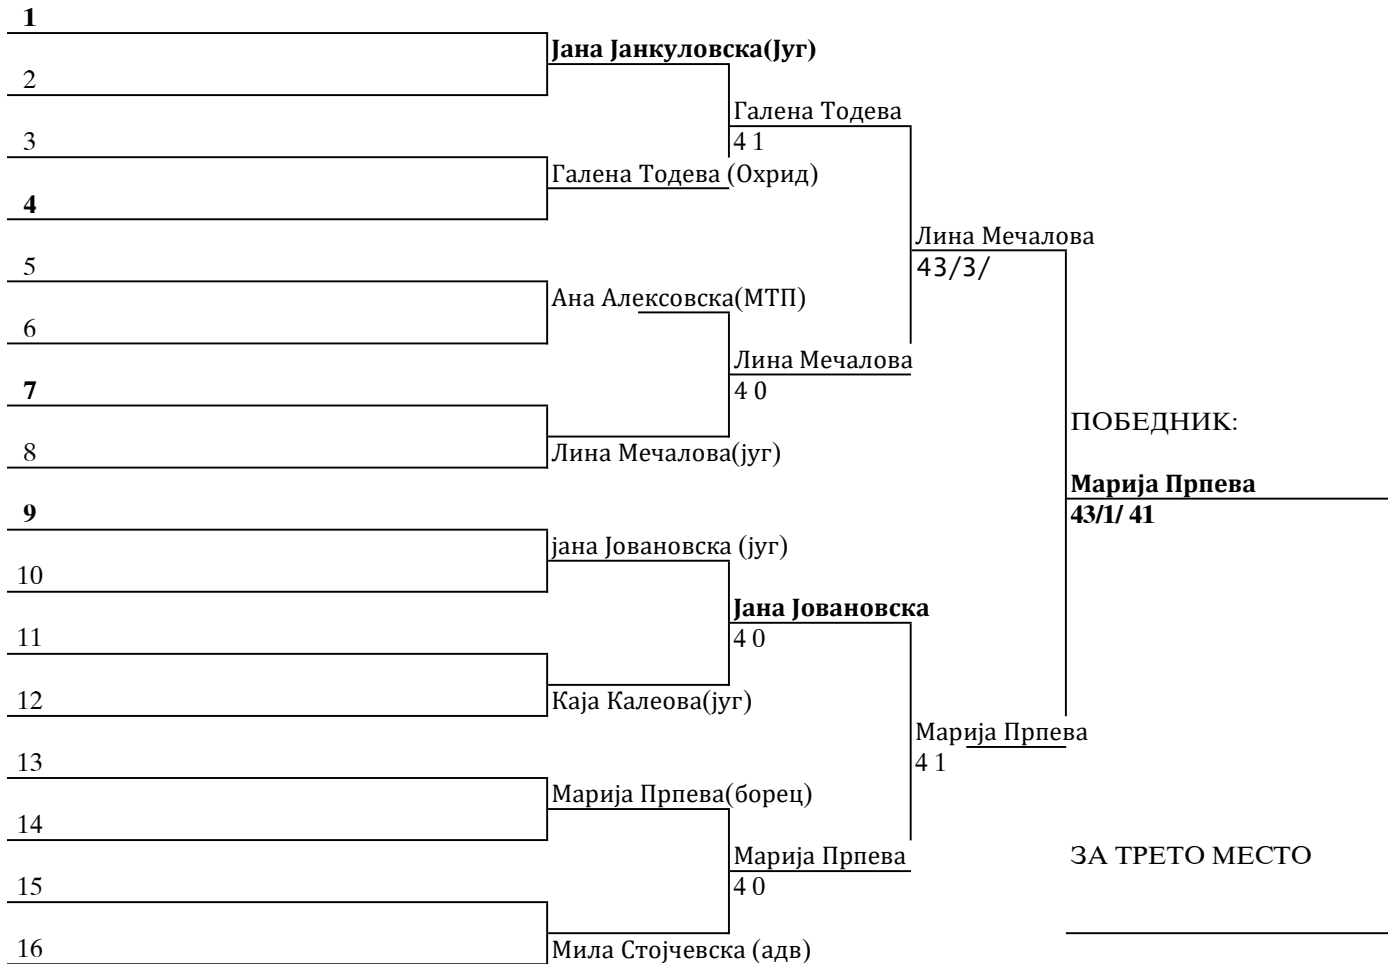 1
Јана Јанкуловска(Југ)
2
Галена Тодева
3
4 1
Галена Тодева (Охрид)
4
Лина Мечалова
5
43/3/
Ана Алексовска(МТП)
6
Лина Мечалова
7
4 0
ПОБЕДНИК:
8
Лина Мечалова(југ)
Марија Прпева
9
43/1/ 41
јана Јовановска (југ)
10
Јана Јовановска
11
4 0
12
Каја Калеова(југ)
Марија Прпева
13
4 1
Марија Прпева(борец)
14
Марија Прпева
ЗА ТРЕТО МЕСТО
15
4 0
16
Мила Стојчевска (адв)